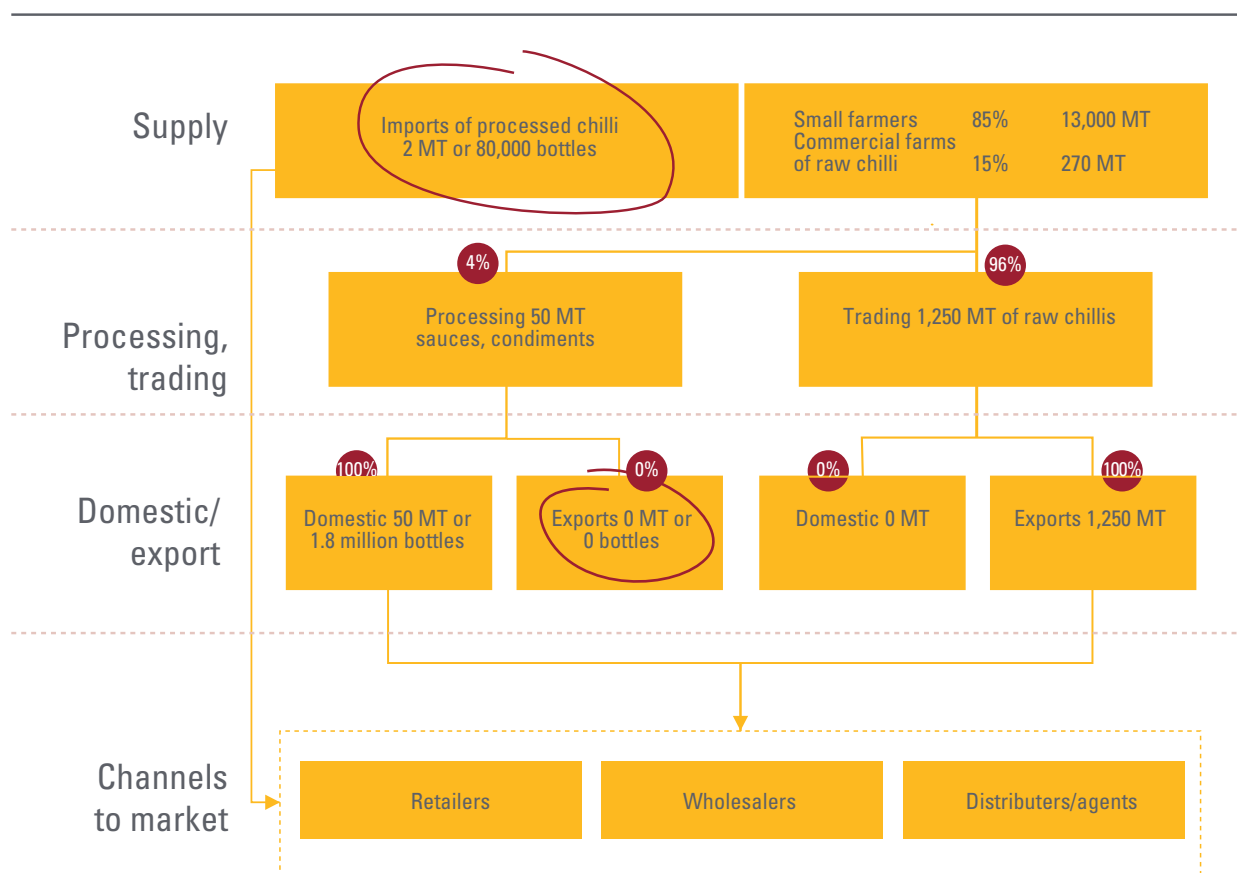 Supply
Imports of processed chilli
2 MT or 80,000 bottles
Small farmers 85% 13,000 MT
Commercial farms
of raw chilli 15% 270 MT
4%
96%
Processing,
trading
Processing 50 MT
sauces, condiments
Trading 1,250 MT of raw chillis
100%
0%
0%
100%
Domestic/
export
Domestic 50 MT or
1.8 million bottles
Exports 0 MT or
0 bottles
Domestic 0 MT
Exports 1,250 MT
Channels
to market
Retailers
Wholesalers
Distributers/agents